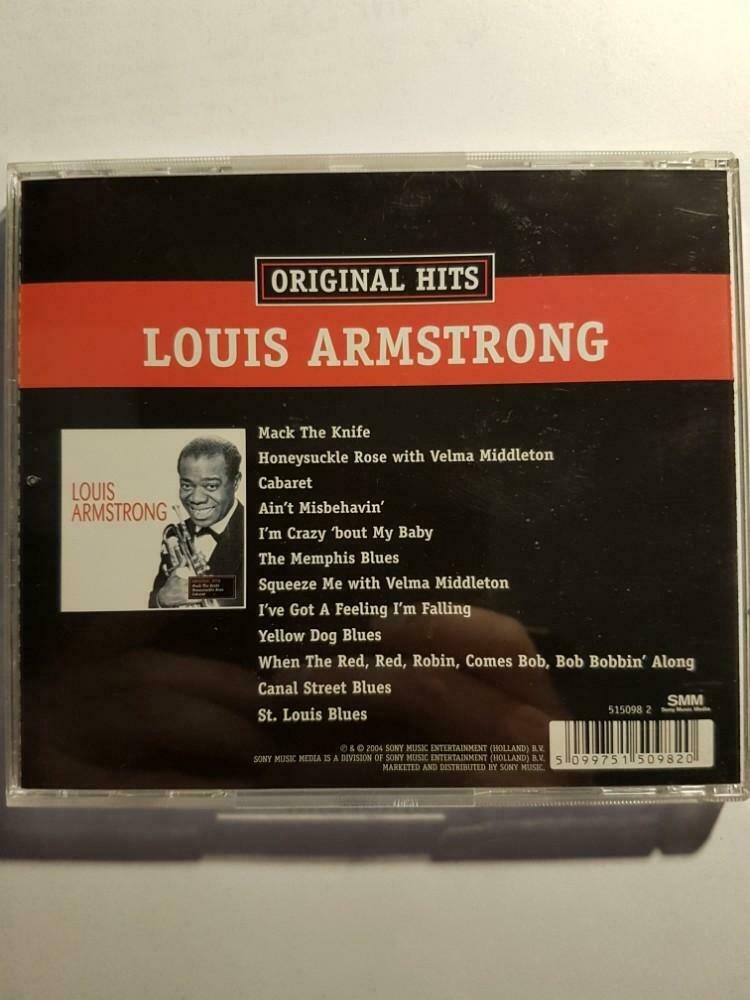 ORIGINAL HITS
LOUIS ARMSTRONG
LOUIS
ARMSTRONG
Mack The Knife
Honeysuckle Rose with Velma Middleton
Cabaret
Ain't Misbehavin'
I'm Crazy 'bout My Baby
The Memphis Blues
Squeeze Me with Velma Middleton
I've Got A Feeling I'm Falling
Yellow Dog Blues
When The Red, Red, Robin, Comes Bob, Bob Bobbin' Along
Canal Street Blues
St. Louis Blues
515098 2
SMM
Sony Music Media
℗ & © 2004 SONY MUSIC ENTERTAINMENT (HOLLAND) B.V.
SONY MUSIC MEDIA IS A DIVISION OF SONY MUSIC ENTERTAINMENT (HOLLAND) B.V.
MARKETED AND DISTRIBUTED BY SONY MUSIC.
5 099751 509820